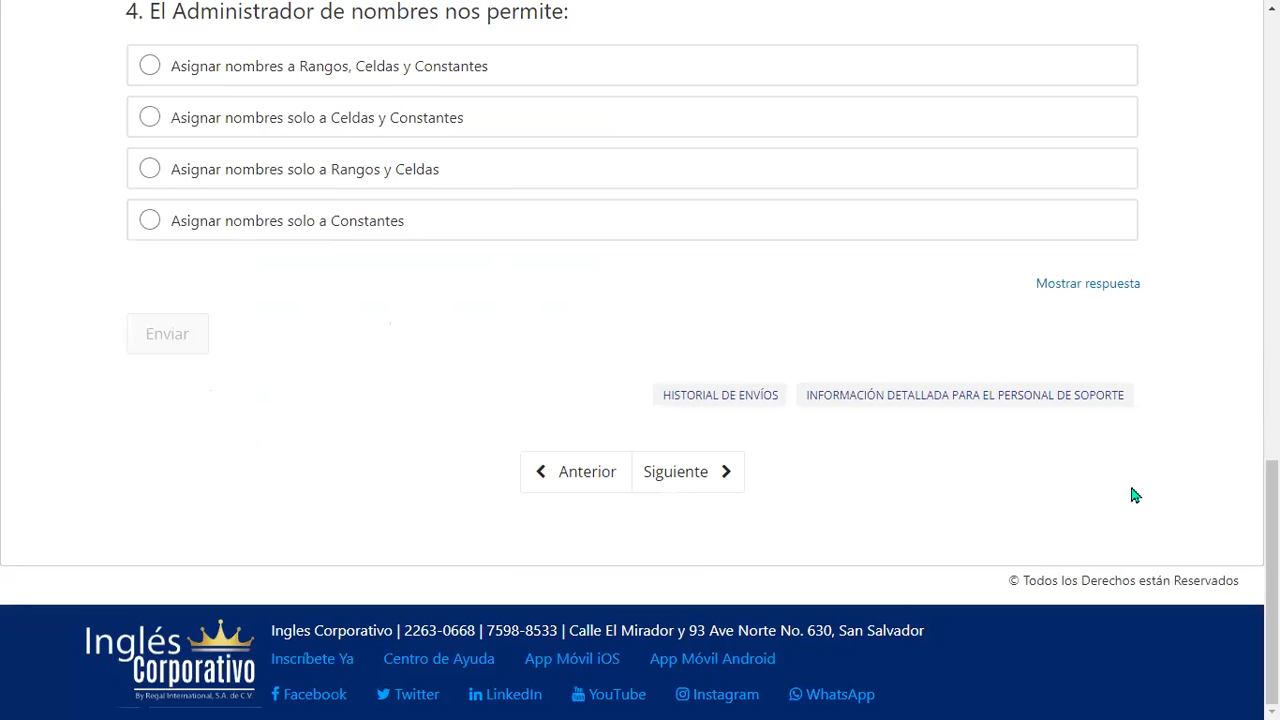 4. El Administrador de nombres nos permite:
Asignar nombres a Rangos, Celdas y Constantes
Asignar nombres solo a Celdas y Constantes
Asignar nombres solo a Rangos y Celdas
Asignar nombres solo a Constantes
Mostrar respuesta
Enviar
HISTORIAL DE ENVÍOS INFORMACIÓN DETALLADA PARA EL PERSONAL DE SOPORTE
Anterior Siguiente
© Todos los Derechos están Reservados
Inglés
Corporativo
By Regal International, S.A. de C.V.
Ingles Corporativo | 2263-0668 | 7598-8533 | Calle El Mirador y 93 Ave Norte No. 630, San Salvador
Inscríbete Ya Centro de Ayuda App Móvil iOS App Móvil Android
Facebook Twitter LinkedIn YouTube Instagram WhatsApp